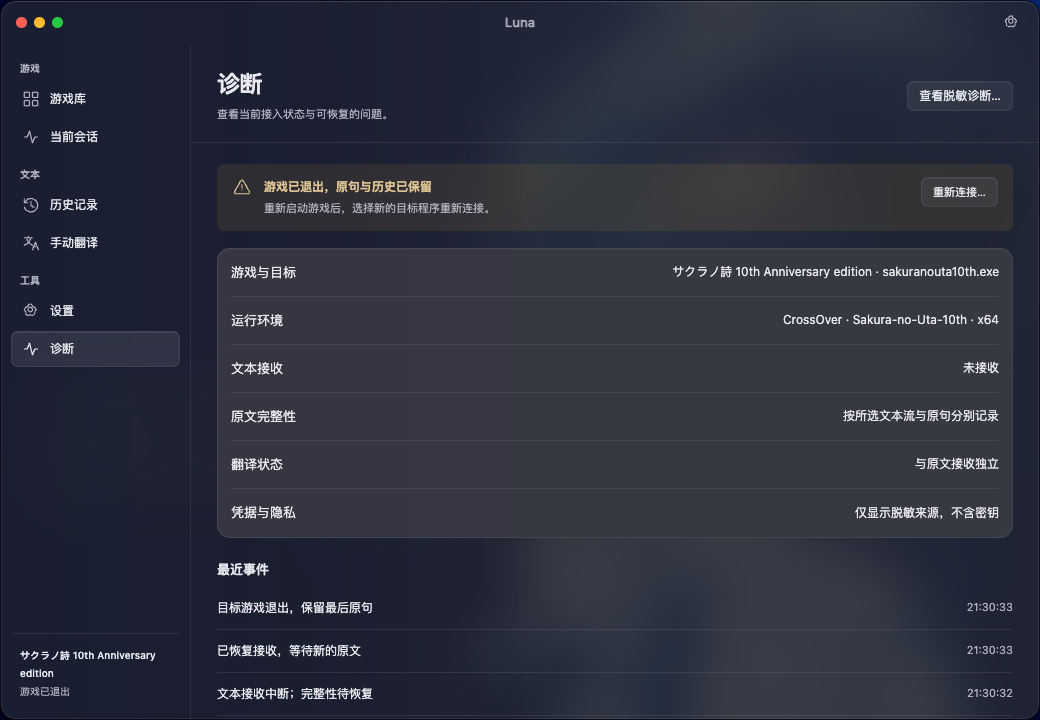 Luna
游戏
游戏库
当前会话
文本
历史记录
手动翻译
工具
设置
诊断
サクラノ詩 10th Anniversary
edition
游戏已退出
诊断
查看当前接入状态与可恢复的问题。
查看脱敏诊断...
游戏已退出，原句与历史已保留
重新启动游戏后，选择新的目标程序重新连接。
重新连接...
游戏与目标 サクラノ詩 10th Anniversary edition · sakuranouta10th.exe
运行环境 CrossOver · Sakura-no-Uta-10th · x64
文本接收 未接收
原文完整性 按所选文本流与原句分别记录
翻译状态 与原文接收独立
凭据与隐私 仅显示脱敏来源，不含密钥
最近事件
目标游戏退出，保留最后原句 21:30:33
已恢复接收，等待新的原文 21:30:33
文本接收中断；完整性待恢复 21:30:32